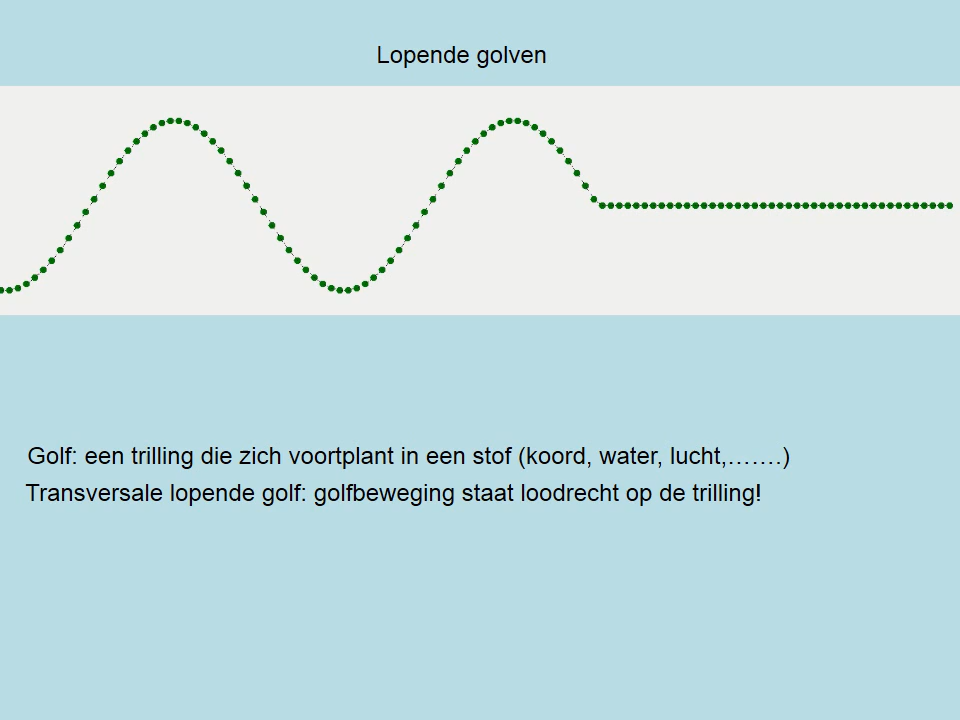 Lopende golven
Golf: een trilling die zich voortplant in een stof (koord, water, lucht,…….)
Transversale lopende golf: golfbeweging staat loodrecht op de trilling!